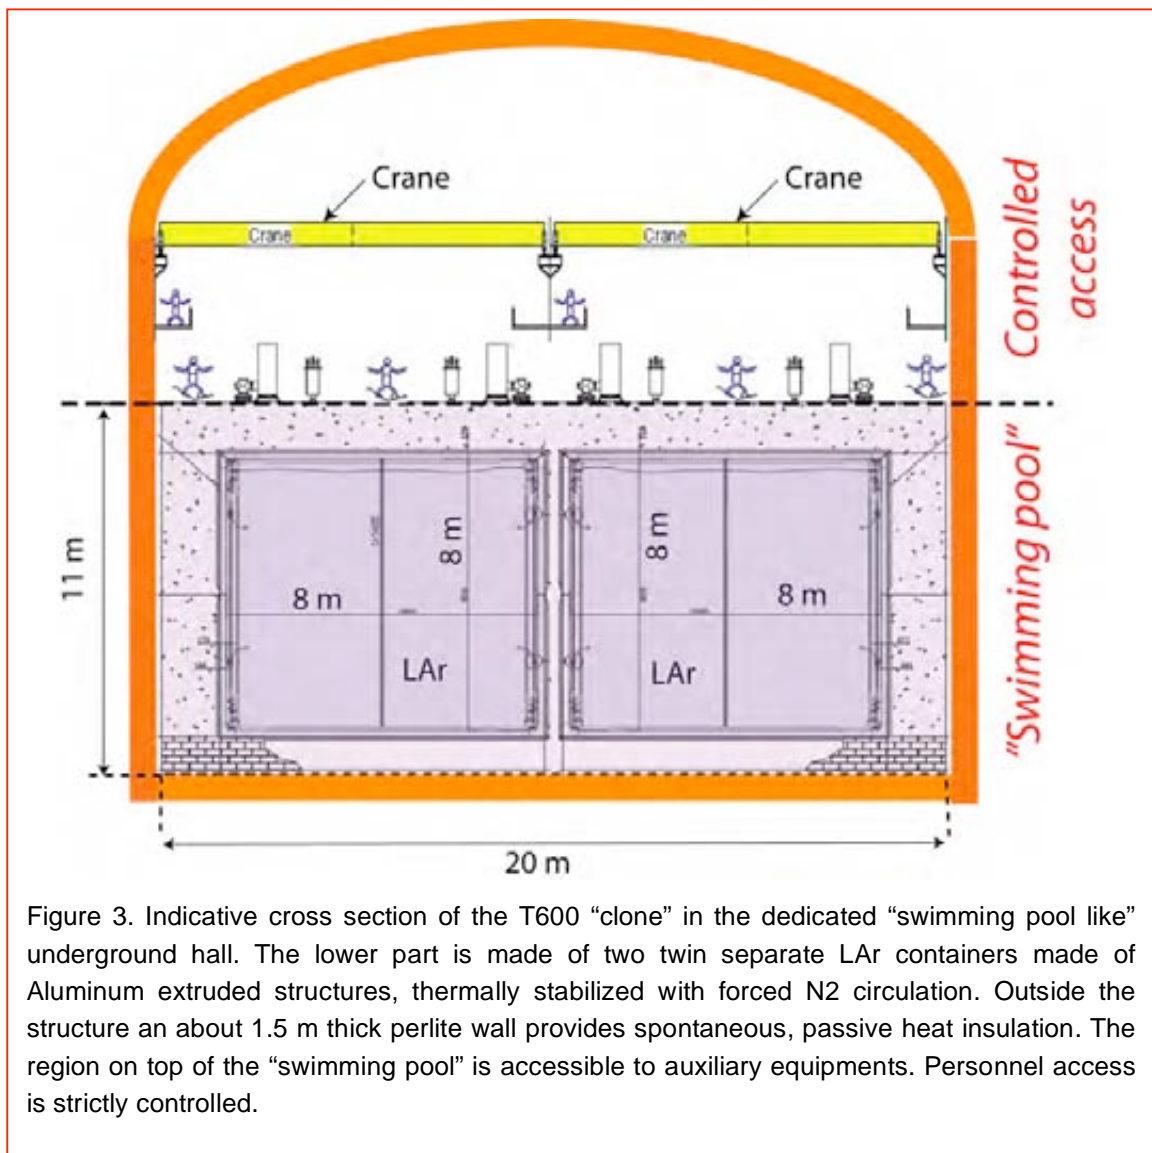 Crane
Crane
Crane
Crane
Controlled
access
"Swimming pool"
11 m
8 m
8 m
8 m
8 m
LAr
LAr
20 m
Figure 3. Indicative cross section of the T600 “clone” in the dedicated “swimming pool like”
underground hall. The lower part is made of two twin separate LAr containers made of
Aluminum extruded structures, thermally stabilized with forced N2 circulation. Outside the
structure an about 1.5 m thick perlite wall provides spontaneous, passive heat insulation. The
region on top of the “swimming pool” is accessible to auxiliary equipments. Personnel access
is strictly controlled.